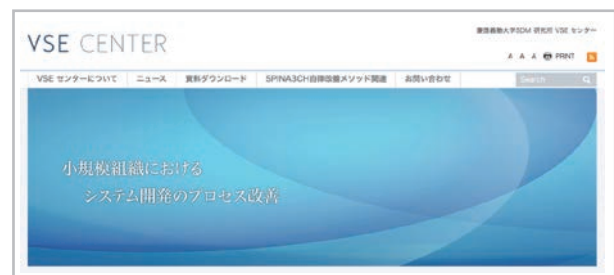 慶應義塾大学SDM 研究所 VSE センター
VSE CENTER
A A A PRINT
VSE センターについて ニュース 資料ダウンロード SPINA3CH自律改善メソッド関連 お問い合わせ Search
小規模組織における
システム開発のプロセス改善